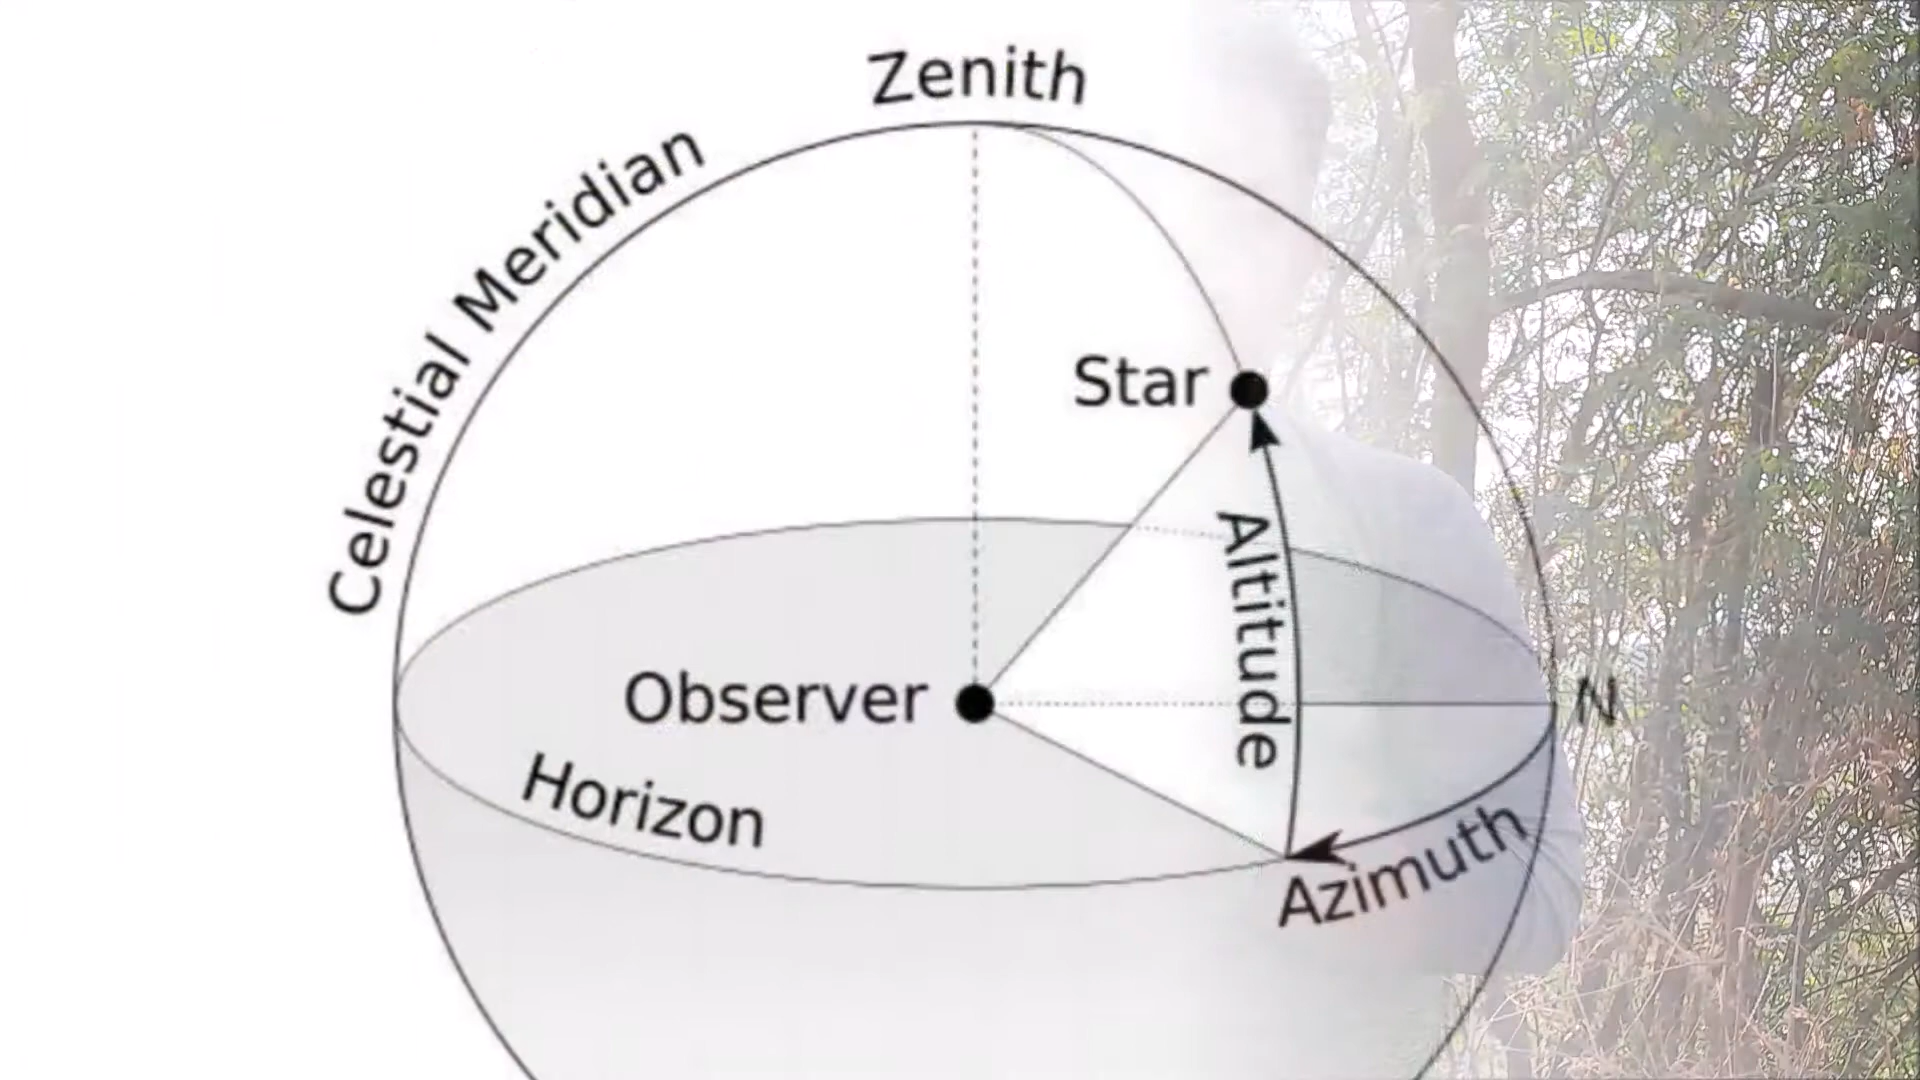 Zenith
Celestial Meridian
Star
Altitude
Observer
N
Horizon
Azimuth